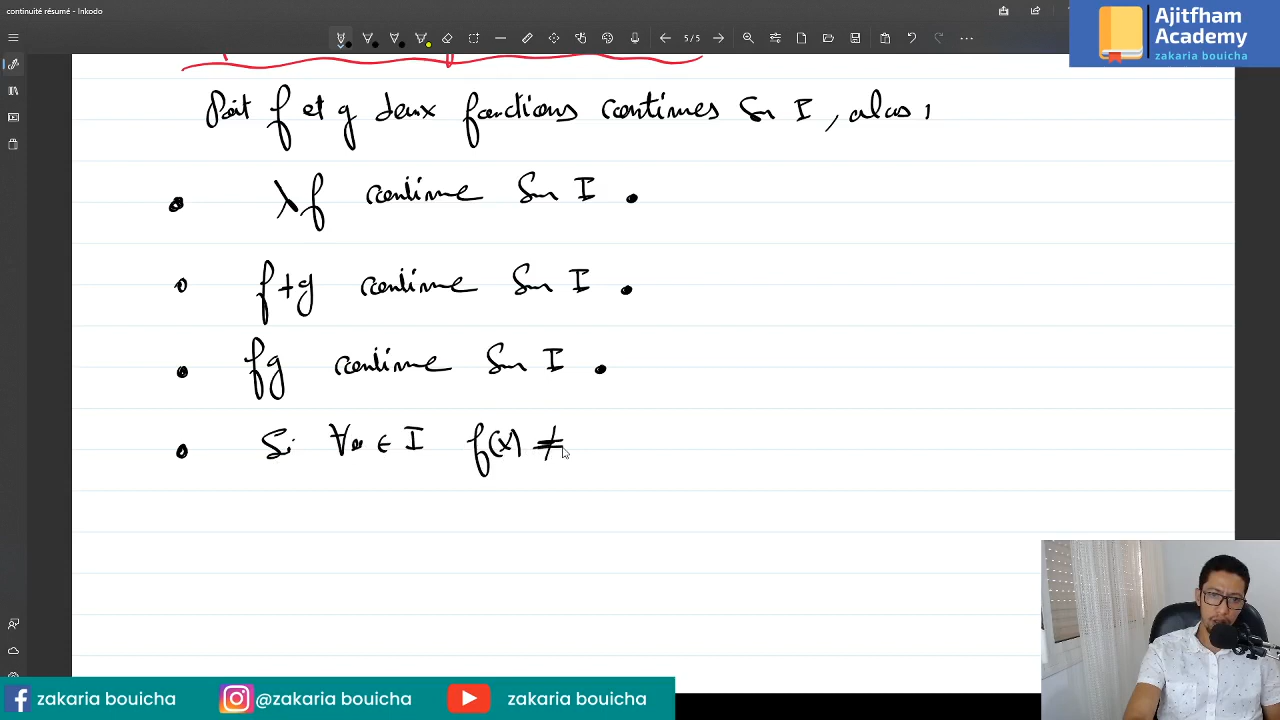 continuité résumé - Inkodo
5/5
Ajitfham
Academy
zakaria bouicha
Soit f et g deux fonctions continues sur I, alors :
• λf continue sur I.
• f+g continue sur I.
• fg continue sur I.
• Si ∀x ∈ I f(x) ≠
zakaria bouicha
@zakaria bouicha
zakaria bouicha